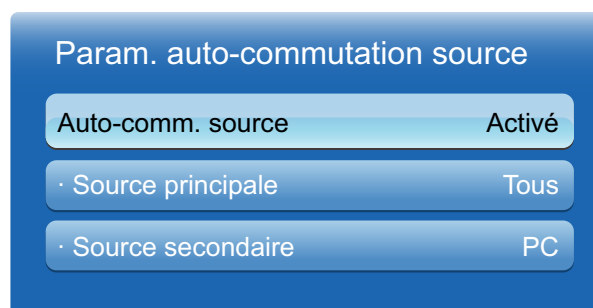 Param. auto-commutation source
Auto-comm. source Activé
· Source principale Tous
· Source secondaire PC